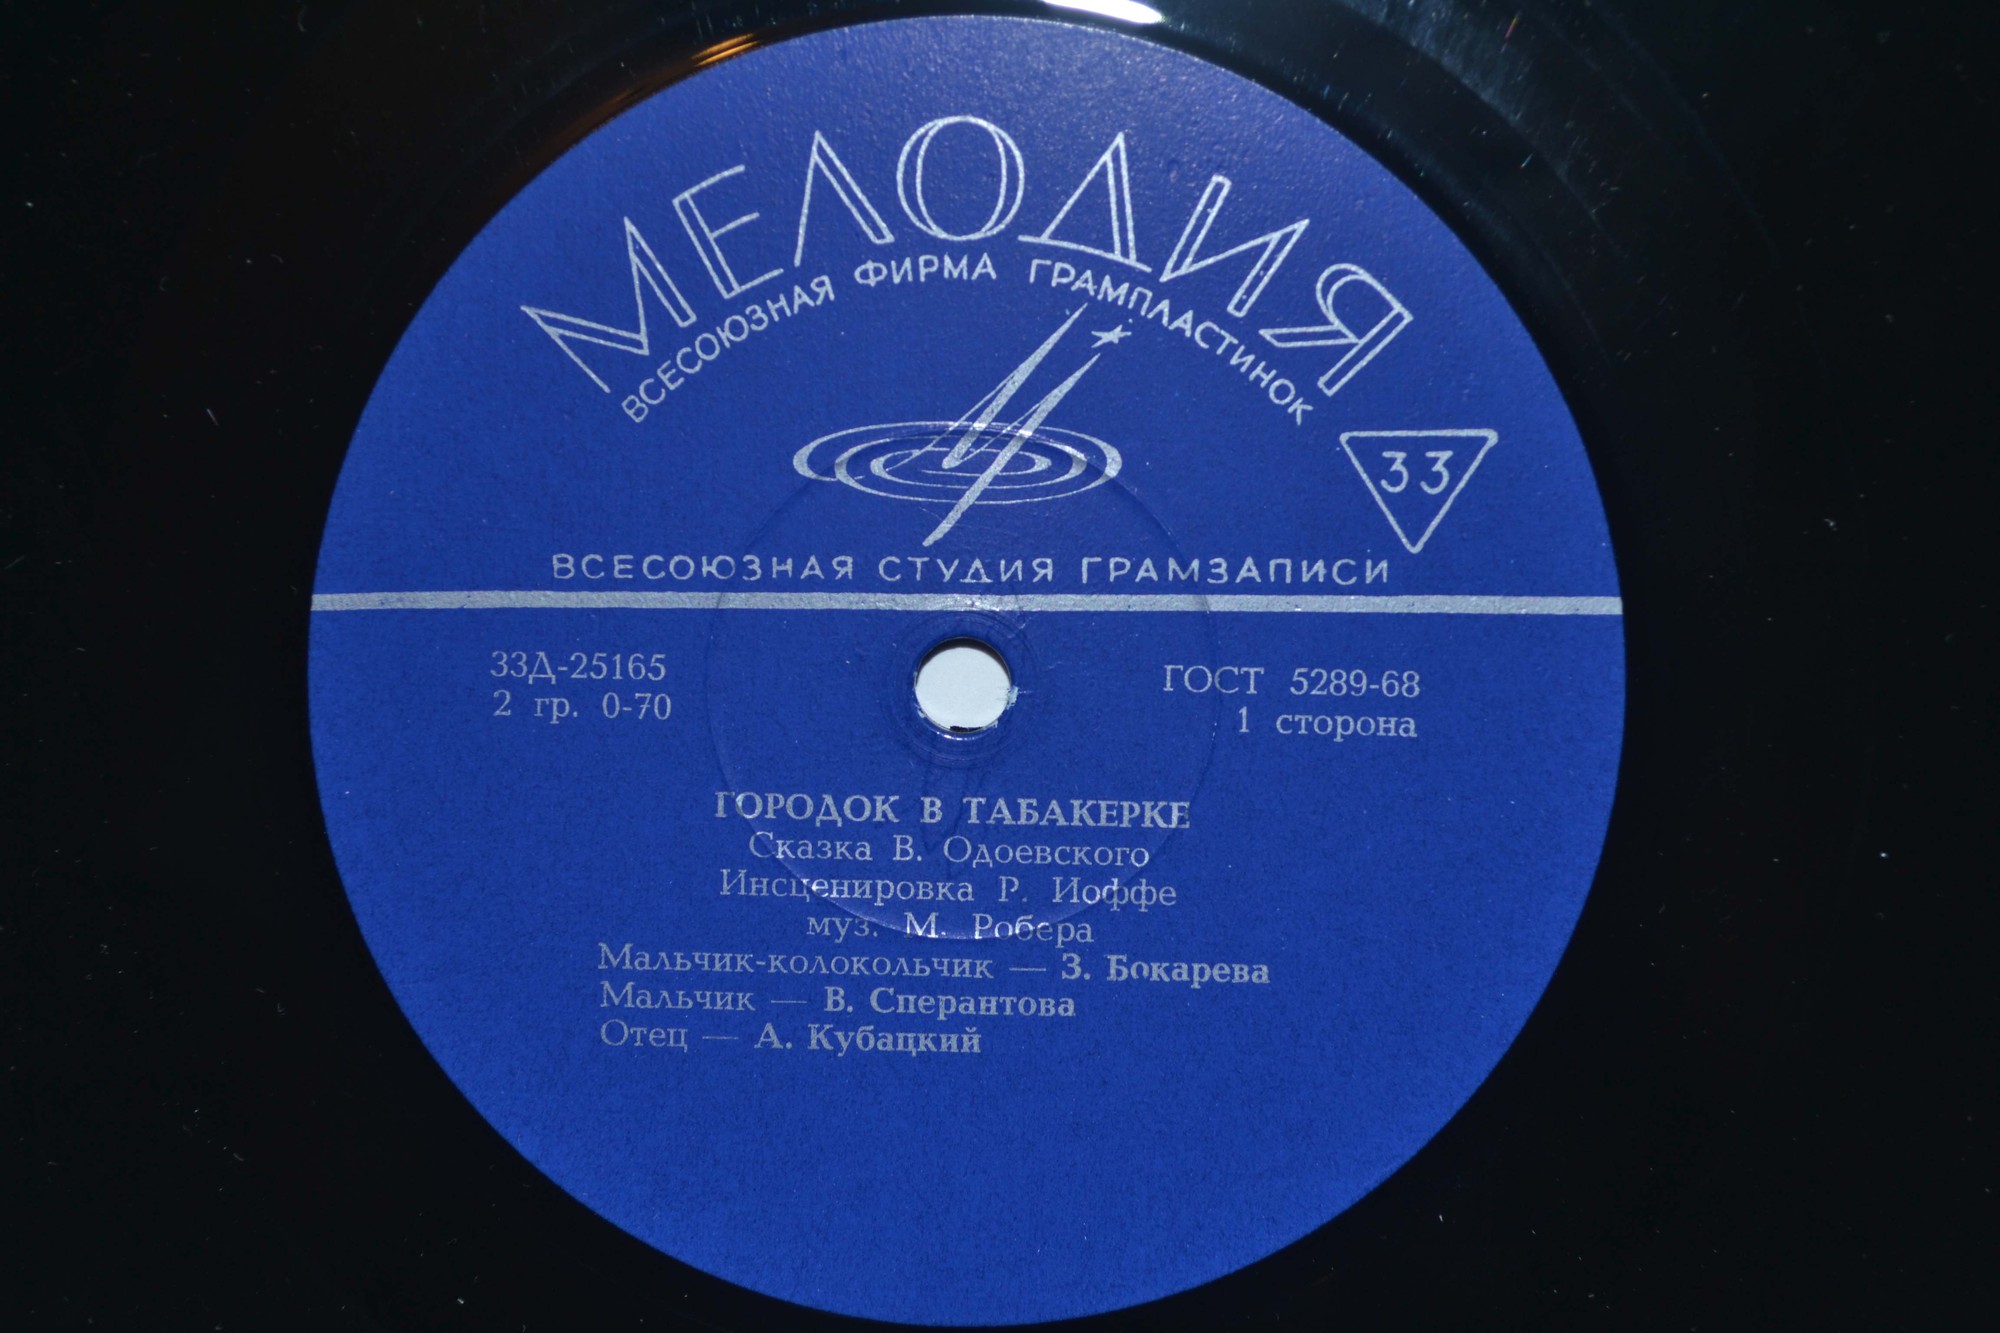 МЕЛОДИЯ
ВСЕСОЮЗНАЯ ФИРМА ГРАМПЛАСТИНОК
33
ВСЕСОЮЗНАЯ СТУДИЯ ГРАМЗАПИСИ
33Д-25165
2 гр. 0-70
ГОСТ 5289-68
1 сторона
ГОРОДОК В ТАБАКЕРКЕ
Сказка В. Одоевского
Инсценировка Р. Иоффе
муз. М. Робера
Мальчик-колокольчик — З. Бокарева
Мальчик — В. Сперантова
Отец — А. Кубацкий